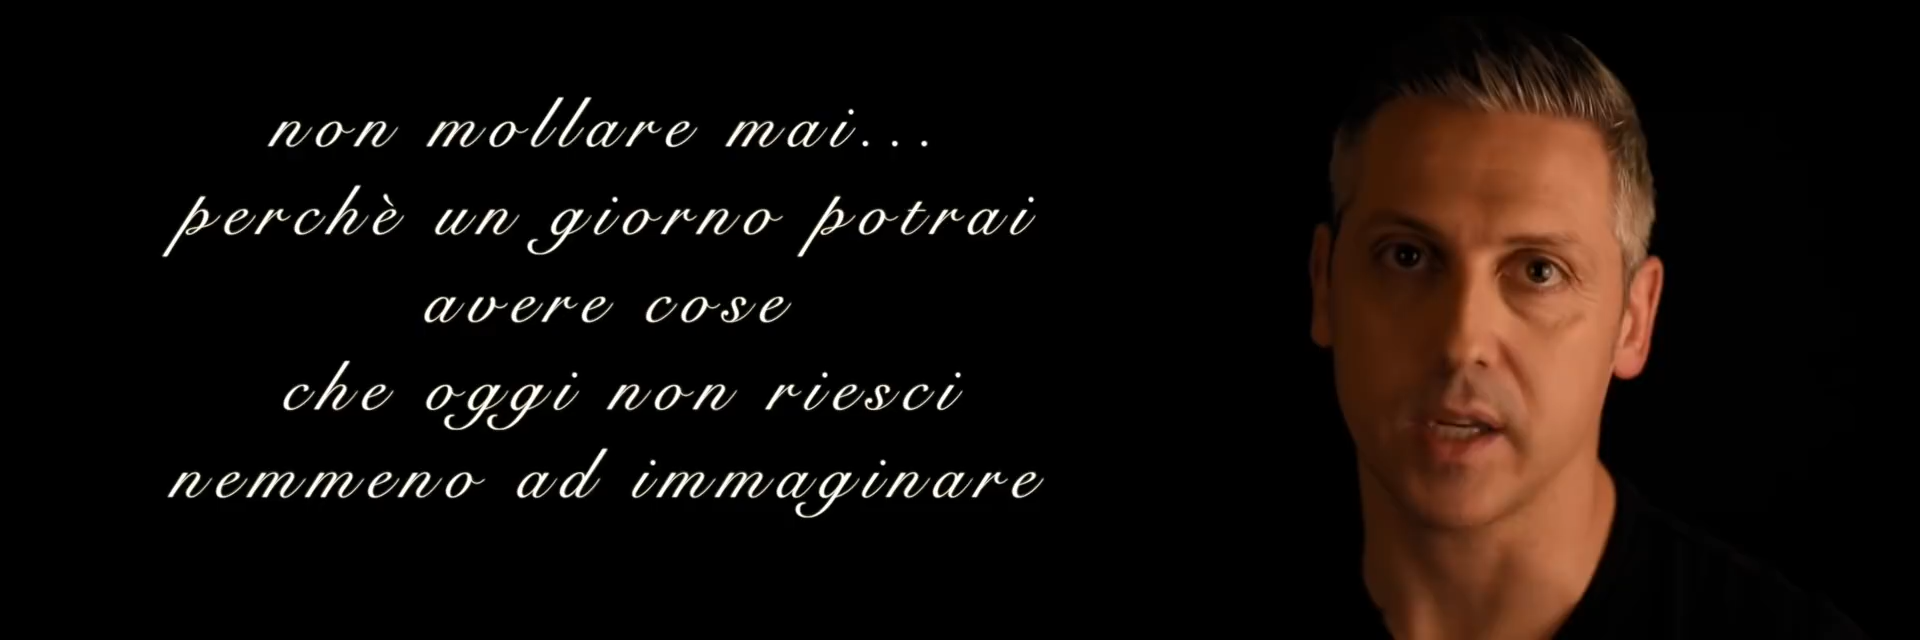 non mollare mai...
perchè un giorno potrai
avere cose
che oggi non riesci
nemmeno ad immaginare